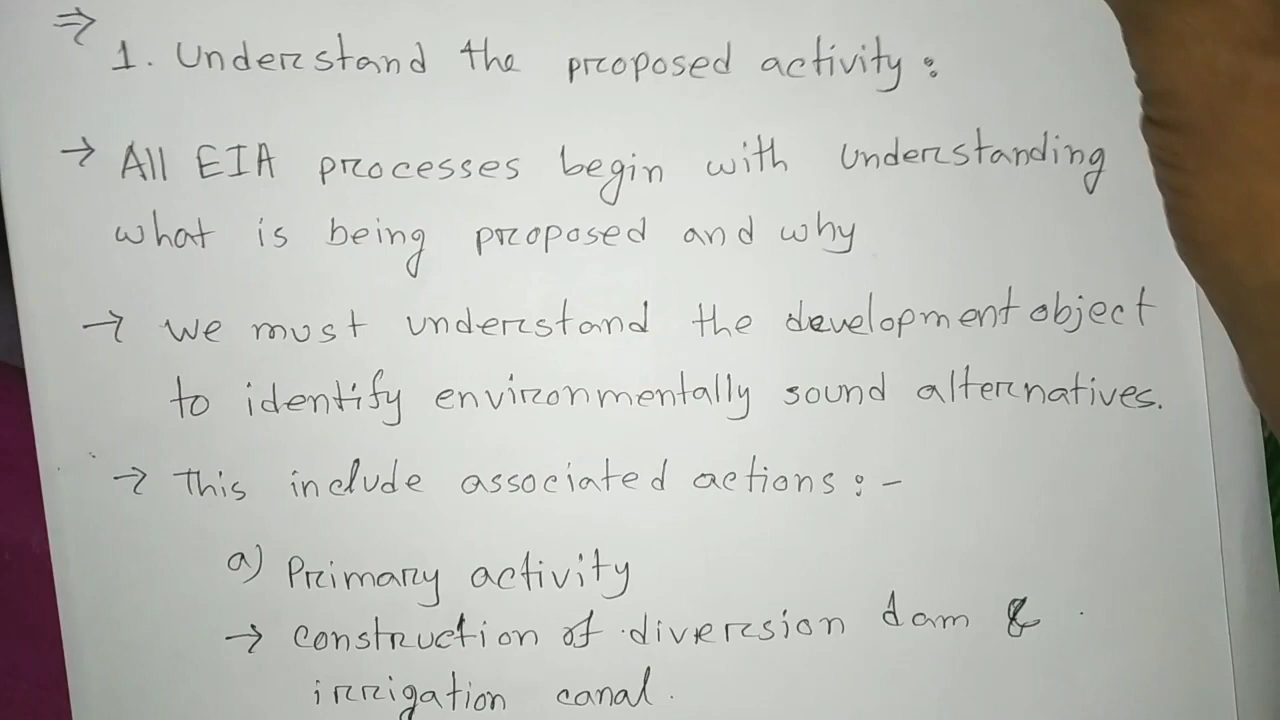 ⇒
1. Understand the proposed activity :
→ All EIA processes begin with understanding
what is being proposed and why
→ we must understand the development object
to identify environmentally sound alternatives.
→ This include associated actions : -
a) Primary activity
→ construction of diversion dam &
irrigation canal.